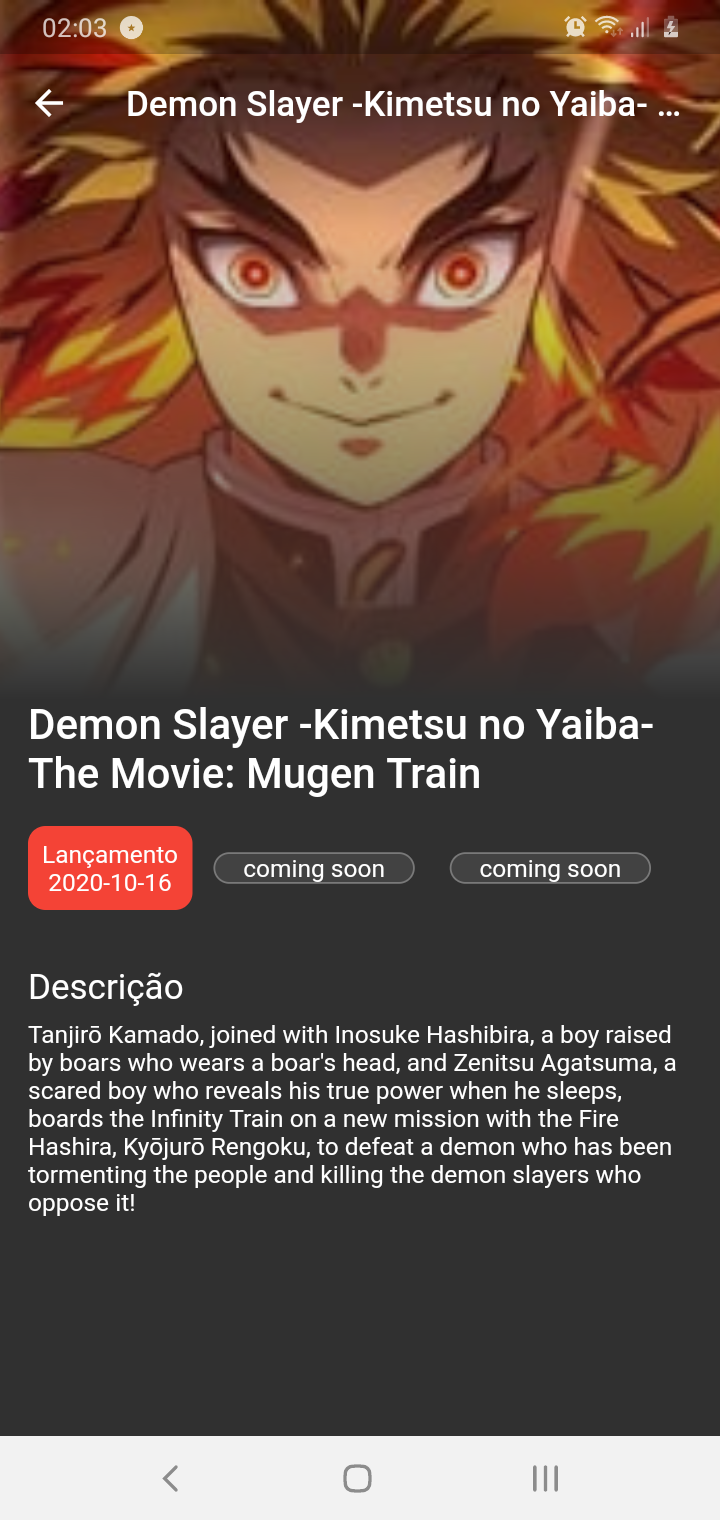 02:03
Demon Slayer -Kimetsu no Yaiba- ...
Demon Slayer -Kimetsu no Yaiba-
The Movie: Mugen Train
Lançamento
2020-10-16
coming soon
coming soon
Descrição
Tanjirō Kamado, joined with Inosuke Hashibira, a boy raised
by boars who wears a boar's head, and Zenitsu Agatsuma, a
scared boy who reveals his true power when he sleeps,
boards the Infinity Train on a new mission with the Fire
Hashira, Kyōjurō Rengoku, to defeat a demon who has been
tormenting the people and killing the demon slayers who
oppose it!